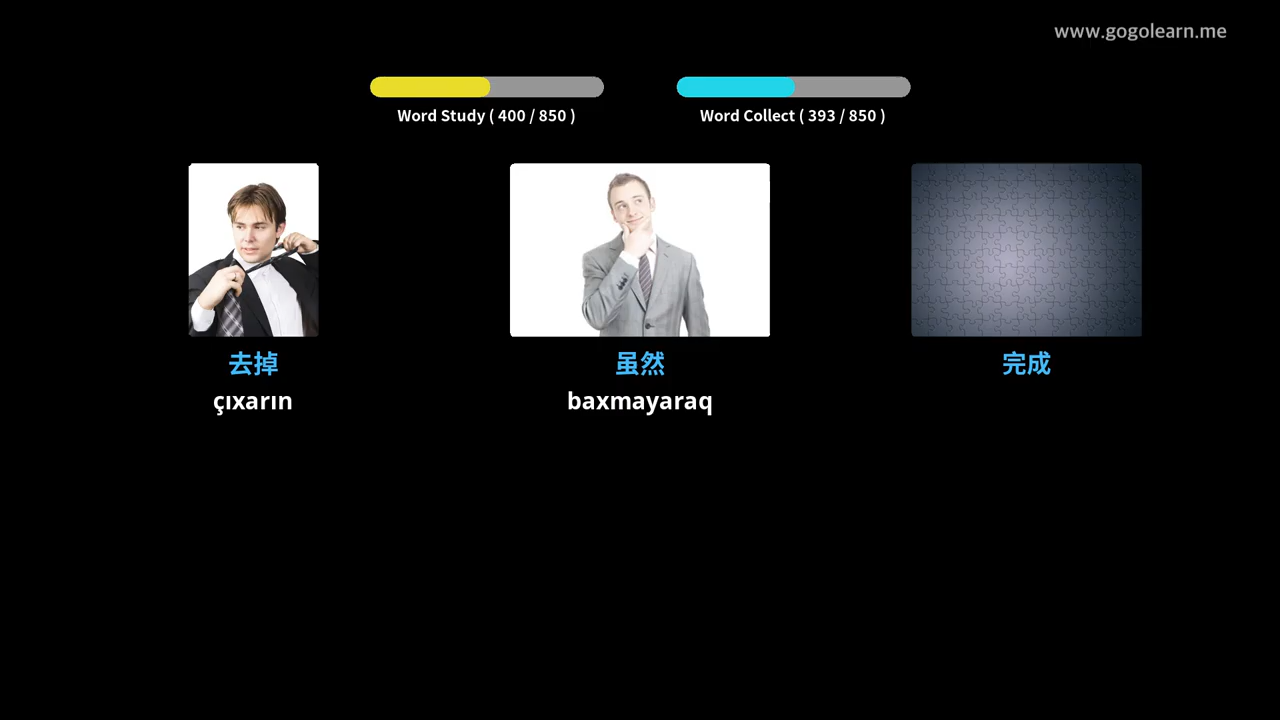 www.gogolearn.me
Word Study ( 400 / 850 )
Word Collect ( 393 / 850 )
去掉
虽然
完成
çıxarın
baxmayaraq